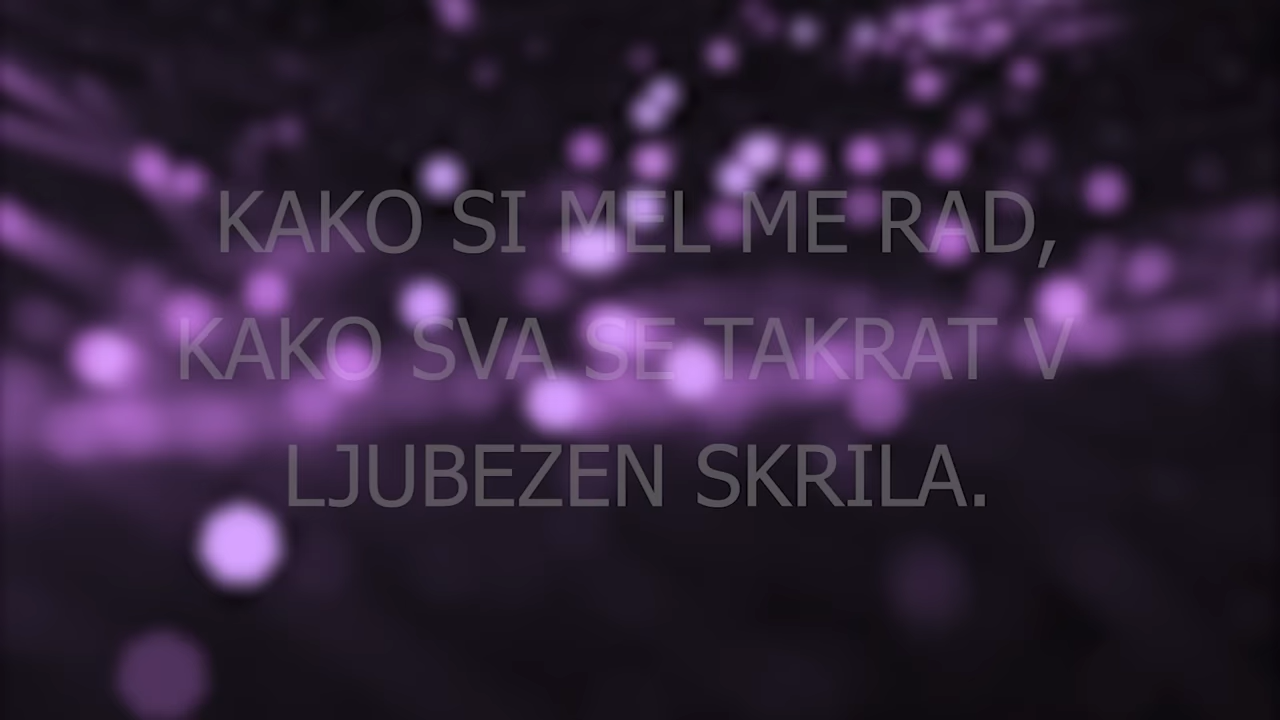 KAKO SI MEL ME RAD,
KAKO SVA SE TAKRAT V
LJUBEZEN SKRILA.